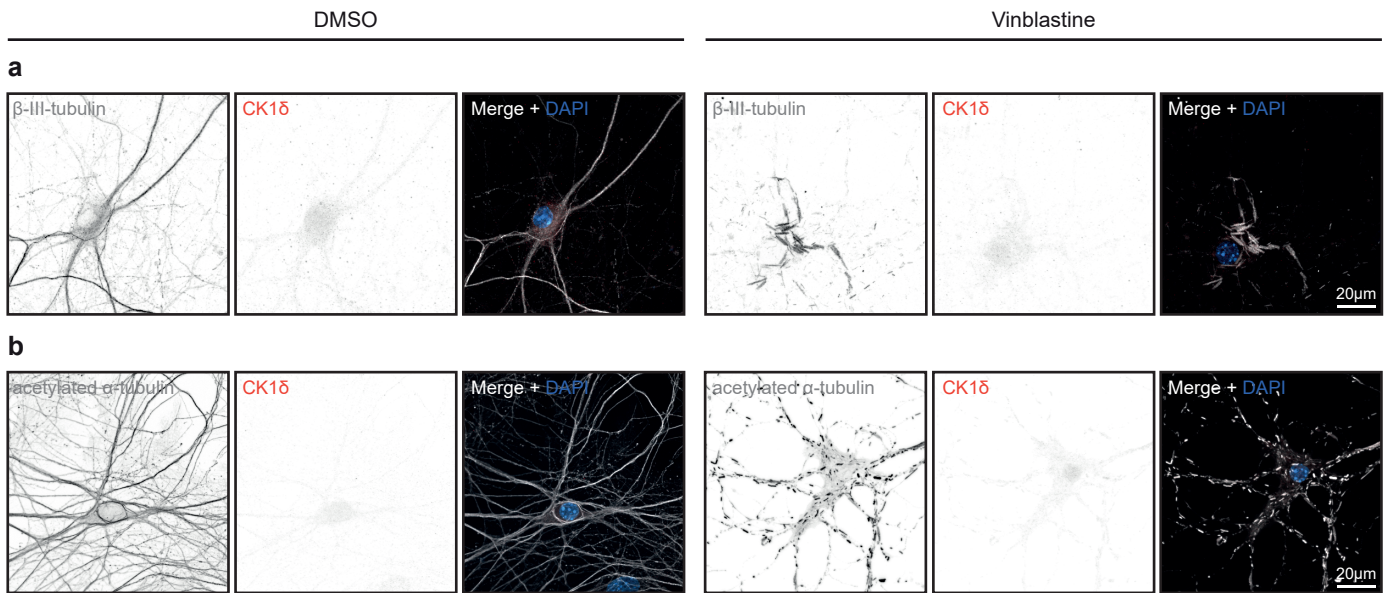 DMSO
Vinblastine
a
β-III-tubulin
CK1δ
Merge + DAPI
β-III-tubulin
CK1δ
Merge + DAPI
20μm
b
acetylated α-tubulin
CK1δ
Merge + DAPI
acetylated α-tubulin
CK1δ
Merge + DAPI
20μm